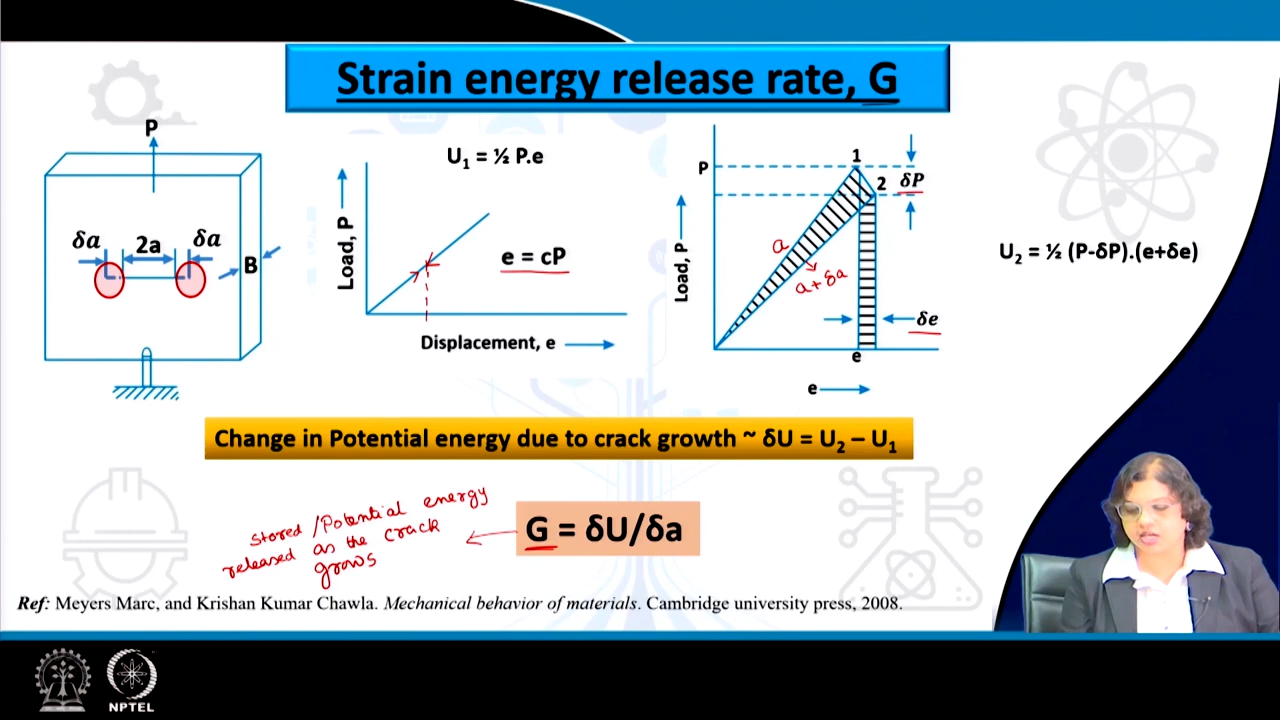 Strain energy release rate, G
P
δa
2a
δa
B
U₁ = ½ P.e
Load, P
e = cP
Displacement, e
P
1
2
δP
Load, P
a
a + δa
δe
e
e
U₂ = ½ (P-δP).(e+δe)
Change in Potential energy due to crack growth ~ δU = U₂ – U₁
stored / Potential energy
released as the crack
grows
G = δU/δa
Ref: Meyers Marc, and Krishan Kumar Chawla. Mechanical behavior of materials. Cambridge university press, 2008.
NPTEL